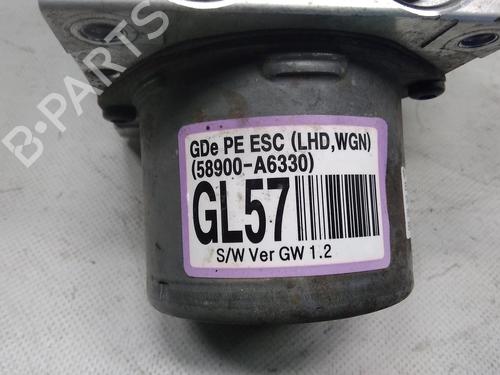 B-PARTS
GDe PE ESC (LHD,WGN)
(58900-A6330)
GL57
S/W Ver GW 1.2